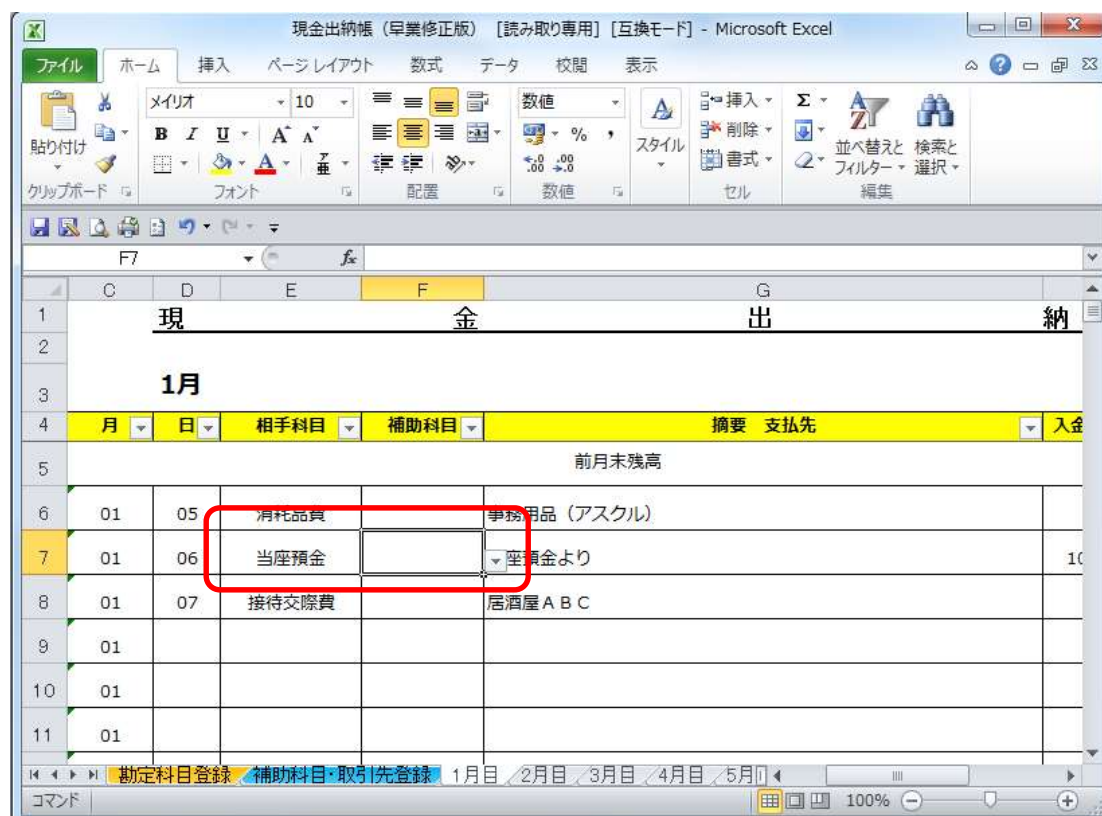 現金出納帳（早業修正版） [読み取り専用] [互換モード] - Microsoft Excel
ファイル ホーム 挿入 ページ レイアウト 数式 データ 校閲 表示
メイリオ 10 数値 挿入 Σ
貼り付け B I U A A % , スタイル 削除 並べ替えと 検索と
A 書式 フィルター 選択
クリップボード フォント 配置 数値 セル 編集
F7 fx
C D E F G
1 現 金 出 納
2
3 1月
4 月 日 相手科目 補助科目 摘要 支払先 入金
5 前月末残高
6 01 05 消耗品費 事務用品（アスクル）
7 01 06 当座預金 座預金より 10
8 01 07 接待交際費 居酒屋ＡＢＣ
9 01
10 01
11 01
勘定科目登録 補助科目・取引先登録 1月 2月 3月 4月 5月
コマンド 100%